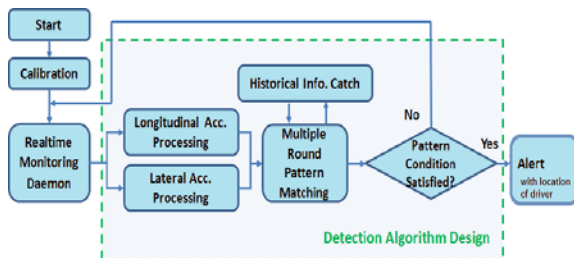 Start
Calibration
Realtime
Monitoring
Daemon
Longitudinal Acc.
Processing
Lateral Acc.
Processing
Historical Info. Catch
Multiple
Round
Pattern
Matching
No
Pattern
Condition
Satisfied?
Yes
Alert
with location
of driver
Detection Algorithm Design